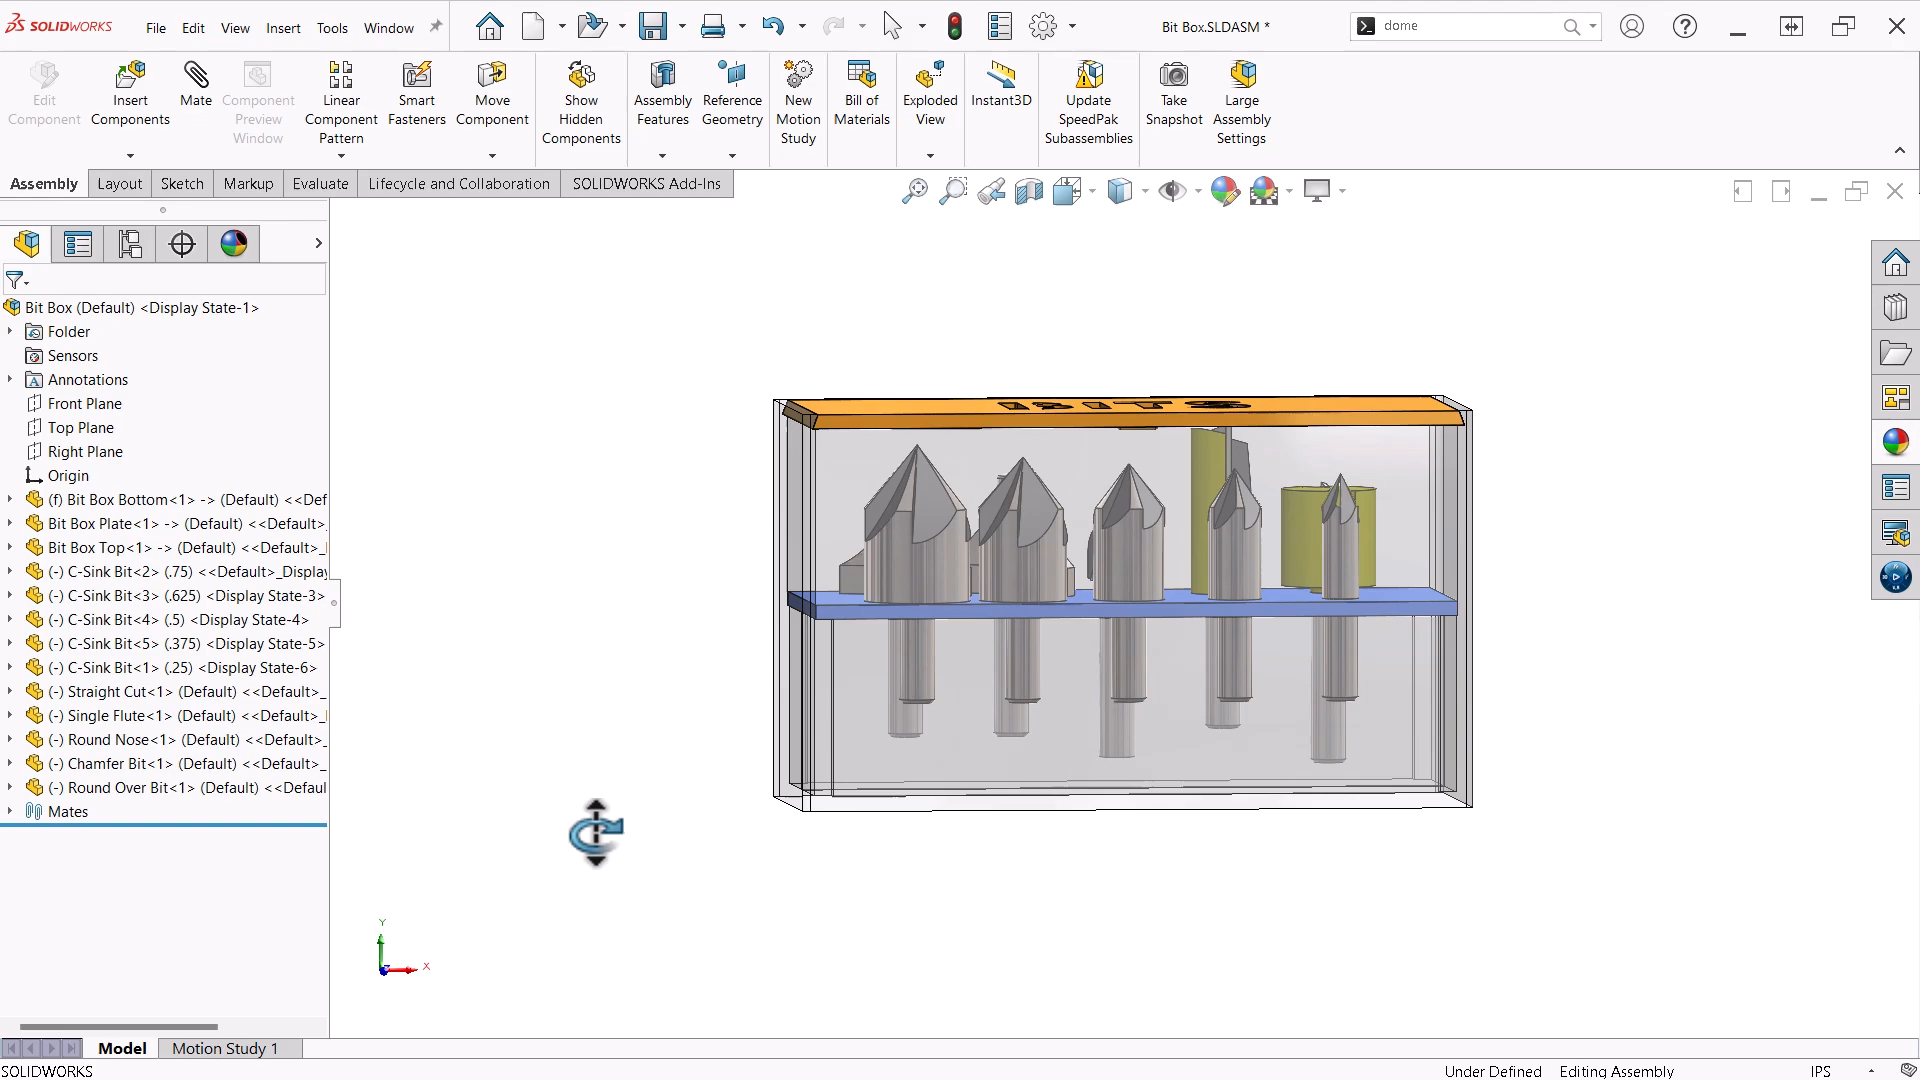 SOLIDWORKS
File Edit View Insert Tools Window
Bit Box.SLDASM *
dome
Edit Component
Insert Components
Mate
Component Preview Window
Linear Component Pattern
Smart Fasteners
Move Component
Show Hidden Components
Assembly Features
Reference Geometry
New Motion Study
Bill of Materials
Exploded View
Instant3D
Update SpeedPak Subassemblies
Take Snapshot
Large Assembly Settings
Assembly Layout Sketch Markup Evaluate Lifecycle and Collaboration SOLIDWORKS Add-Ins
Bit Box (Default) <Display State-1>
Folder
Sensors
Annotations
Front Plane
Top Plane
Right Plane
Origin
(f) Bit Box Bottom<1> -> (Default) <<Def
Bit Box Plate<1> -> (Default) <<Default>_
Bit Box Top<1> -> (Default) <<Default>_
(-) C-Sink Bit<2> (.75) <<Default>_Display
(-) C-Sink Bit<3> (.625) <Display State-3>
(-) C-Sink Bit<4> (.5) <Display State-4>
(-) C-Sink Bit<5> (.375) <Display State-5>
(-) C-Sink Bit<1> (.25) <Display State-6>
(-) Straight Cut<1> (Default) <<Default>_
(-) Single Flute<1> (Default) <<Default>_
(-) Round Nose<1> (Default) <<Default>_
(-) Chamfer Bit<1> (Default) <<Default>_
(-) Round Over Bit<1> (Default) <<Defaul
Mates
BITS
Y
X
Model Motion Study 1
SOLIDWORKS
Under Defined Editing Assembly IPS